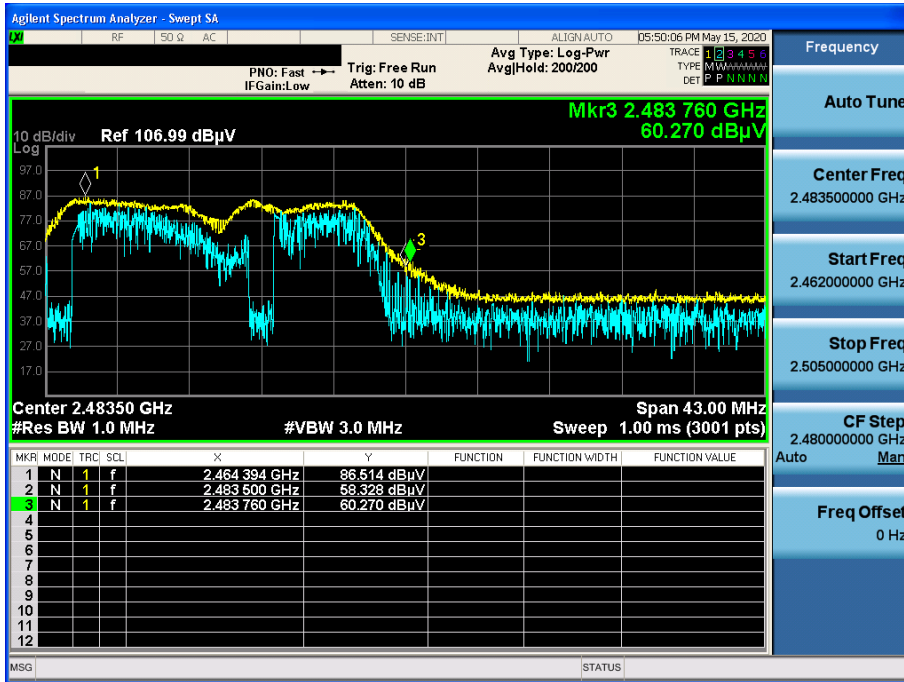 Agilent Spectrum Analyzer - Swept SA
LXI RF 50 Ω AC SENSE:INT ALIGN AUTO 05:50:06 PM May 15, 2020
PNO: Fast Trig: Free Run Avg Type: Log-Pwr TRACE 1 2 3 4 5 6
IFGain:Low Atten: 10 dB Avg|Hold: 200/200 TYPE M W W W W W
DET P P N N N N
Mkr3 2.483 760 GHz
60.270 dBµV
10 dB/div Ref 106.99 dBµV
Log
97.0
87.0
77.0
67.0
57.0
47.0
37.0
27.0
17.0
1
3
Center 2.48350 GHz Span 43.00 MHz
#Res BW 1.0 MHz #VBW 3.0 MHz Sweep 1.00 ms (3001 pts)
MKR MODE TRC SCL X Y FUNCTION FUNCTION WIDTH FUNCTION VALUE
1 N 1 f 2.464 394 GHz 86.514 dBµV
2 N 1 f 2.483 500 GHz 58.328 dBµV
3 N 1 f 2.483 760 GHz 60.270 dBµV
4
5
6
7
8
9
10
11
12
MSG STATUS
Frequency
Auto Tune
Center Freq
2.483500000 GHz
Start Freq
2.462000000 GHz
Stop Freq
2.505000000 GHz
CF Step
2.480000000 GHz
Auto Man
Freq Offset
0 Hz